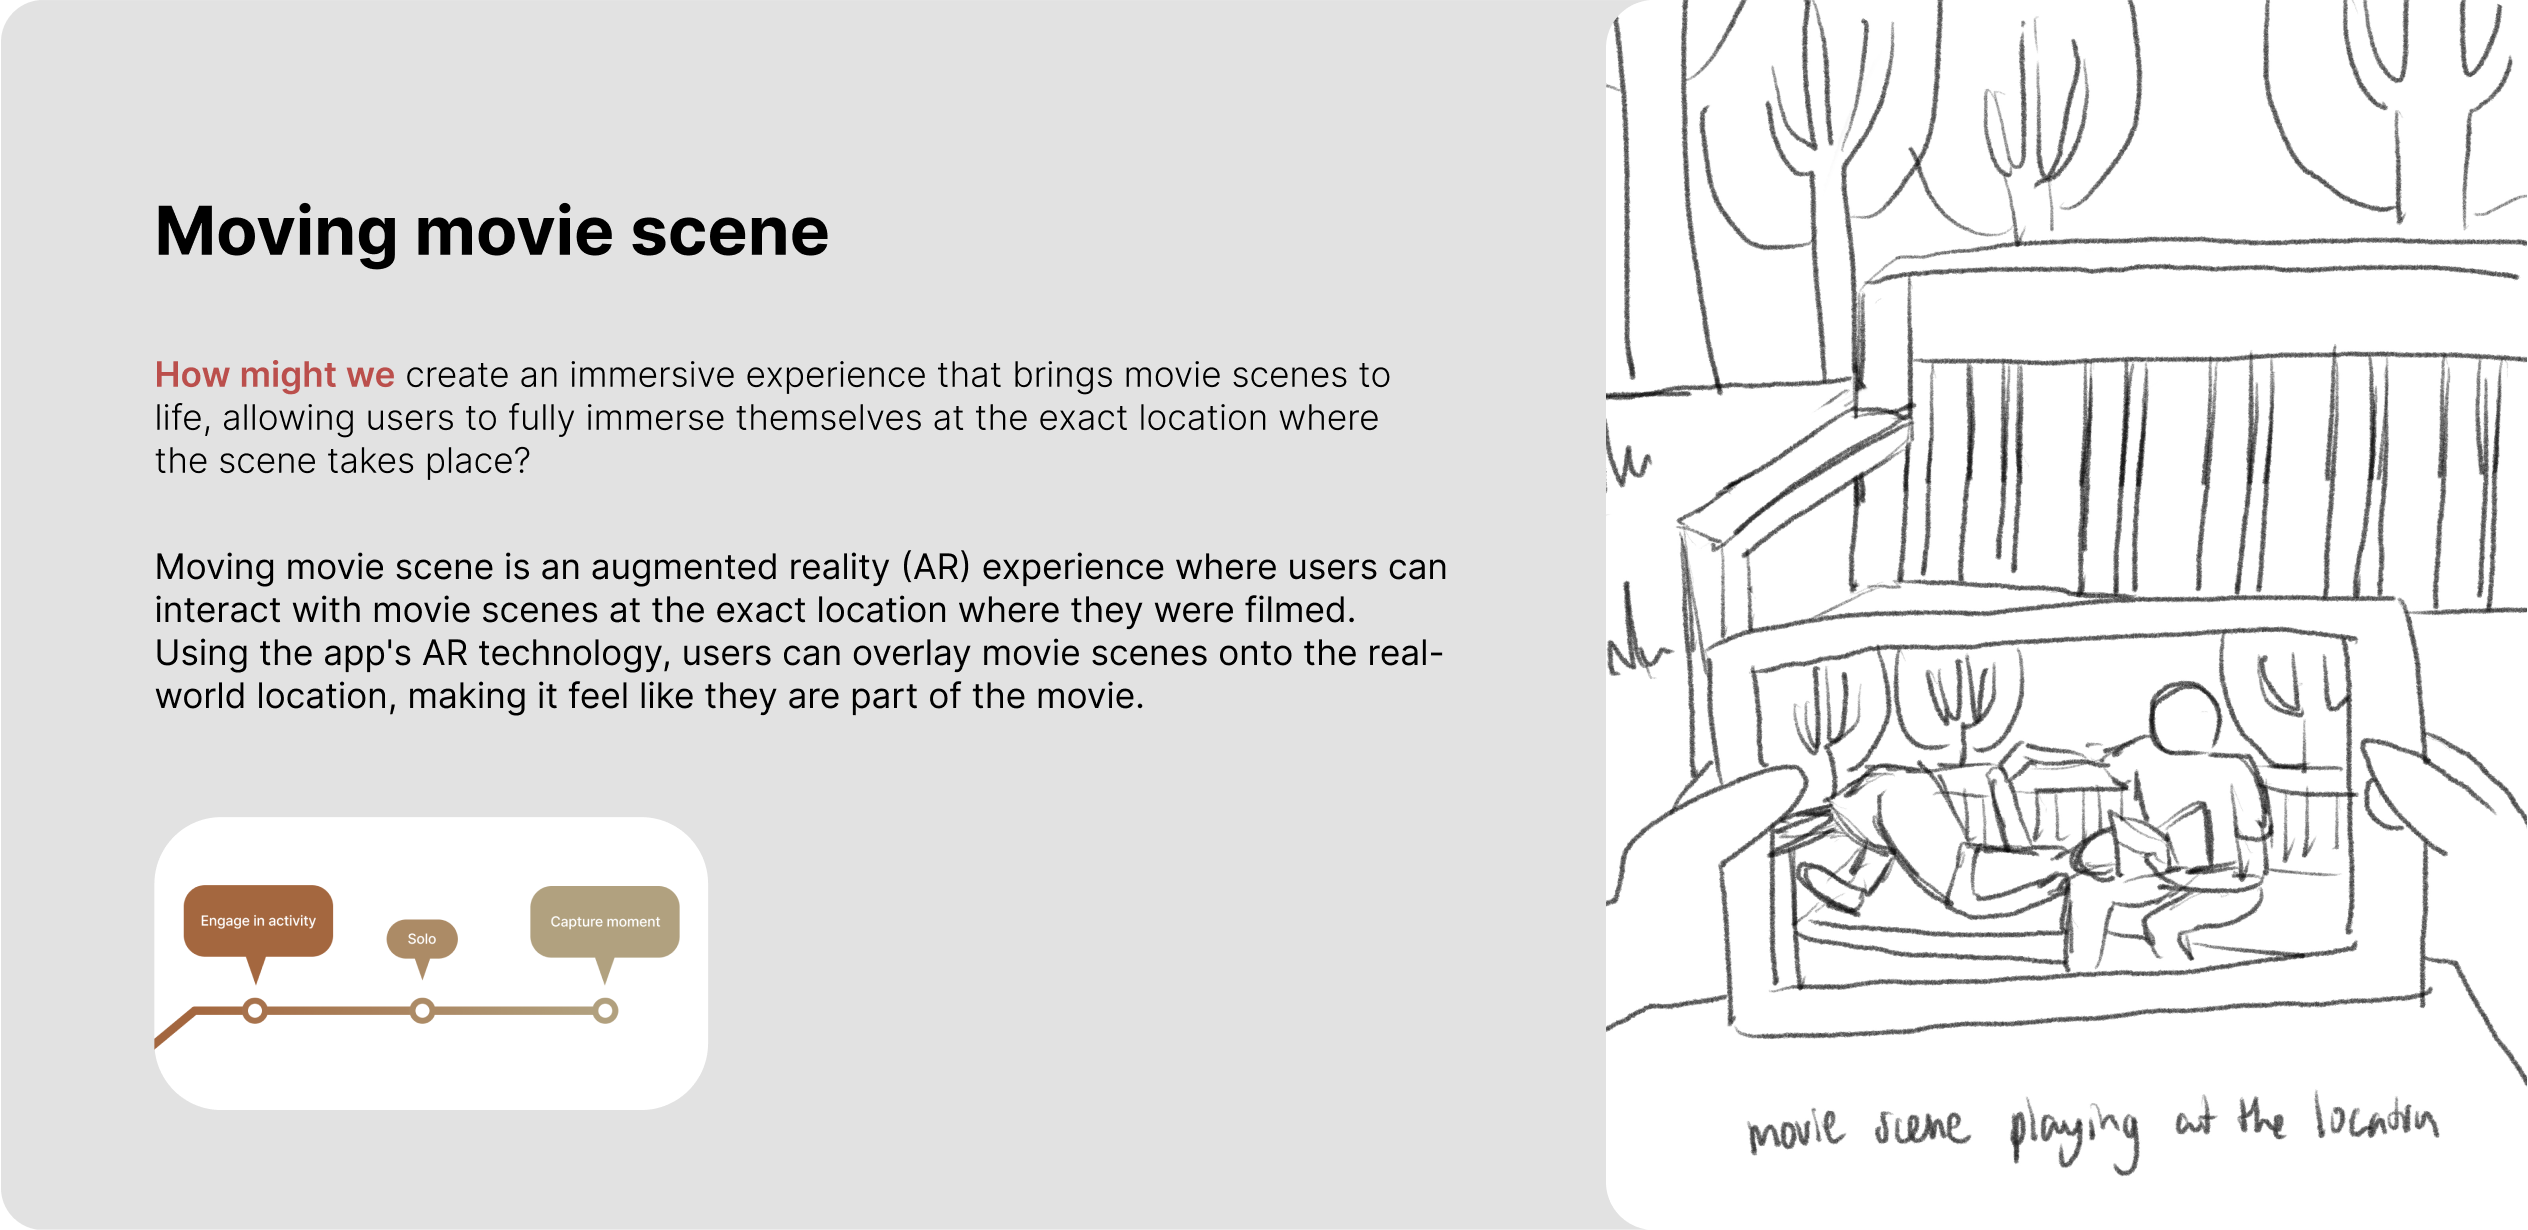 Moving movie scene
How might we create an immersive experience that brings movie scenes to
life, allowing users to fully immerse themselves at the exact location where
the scene takes place?
Moving movie scene is an augmented reality (AR) experience where users can
interact with movie scenes at the exact location where they were filmed.
Using the app's AR technology, users can overlay movie scenes onto the real-
world location, making it feel like they are part of the movie.
Engage in activity
Solo
Capture moment
movie scene playing at the location